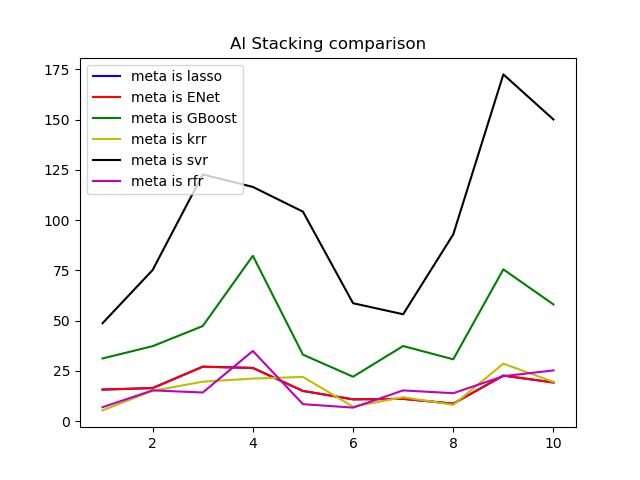 Al Stacking comparison
175
150
125
100
75
50
25
0
meta is lasso
meta is ENet
meta is GBoost
meta is krr
meta is svr
meta is rfr
2
4
6
8
10